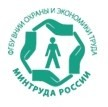 ФГБУ ВНИИ ОХРАНЫ И ЭКОНОМИКИ ТРУДА
МИНТРУДА РОССИИ